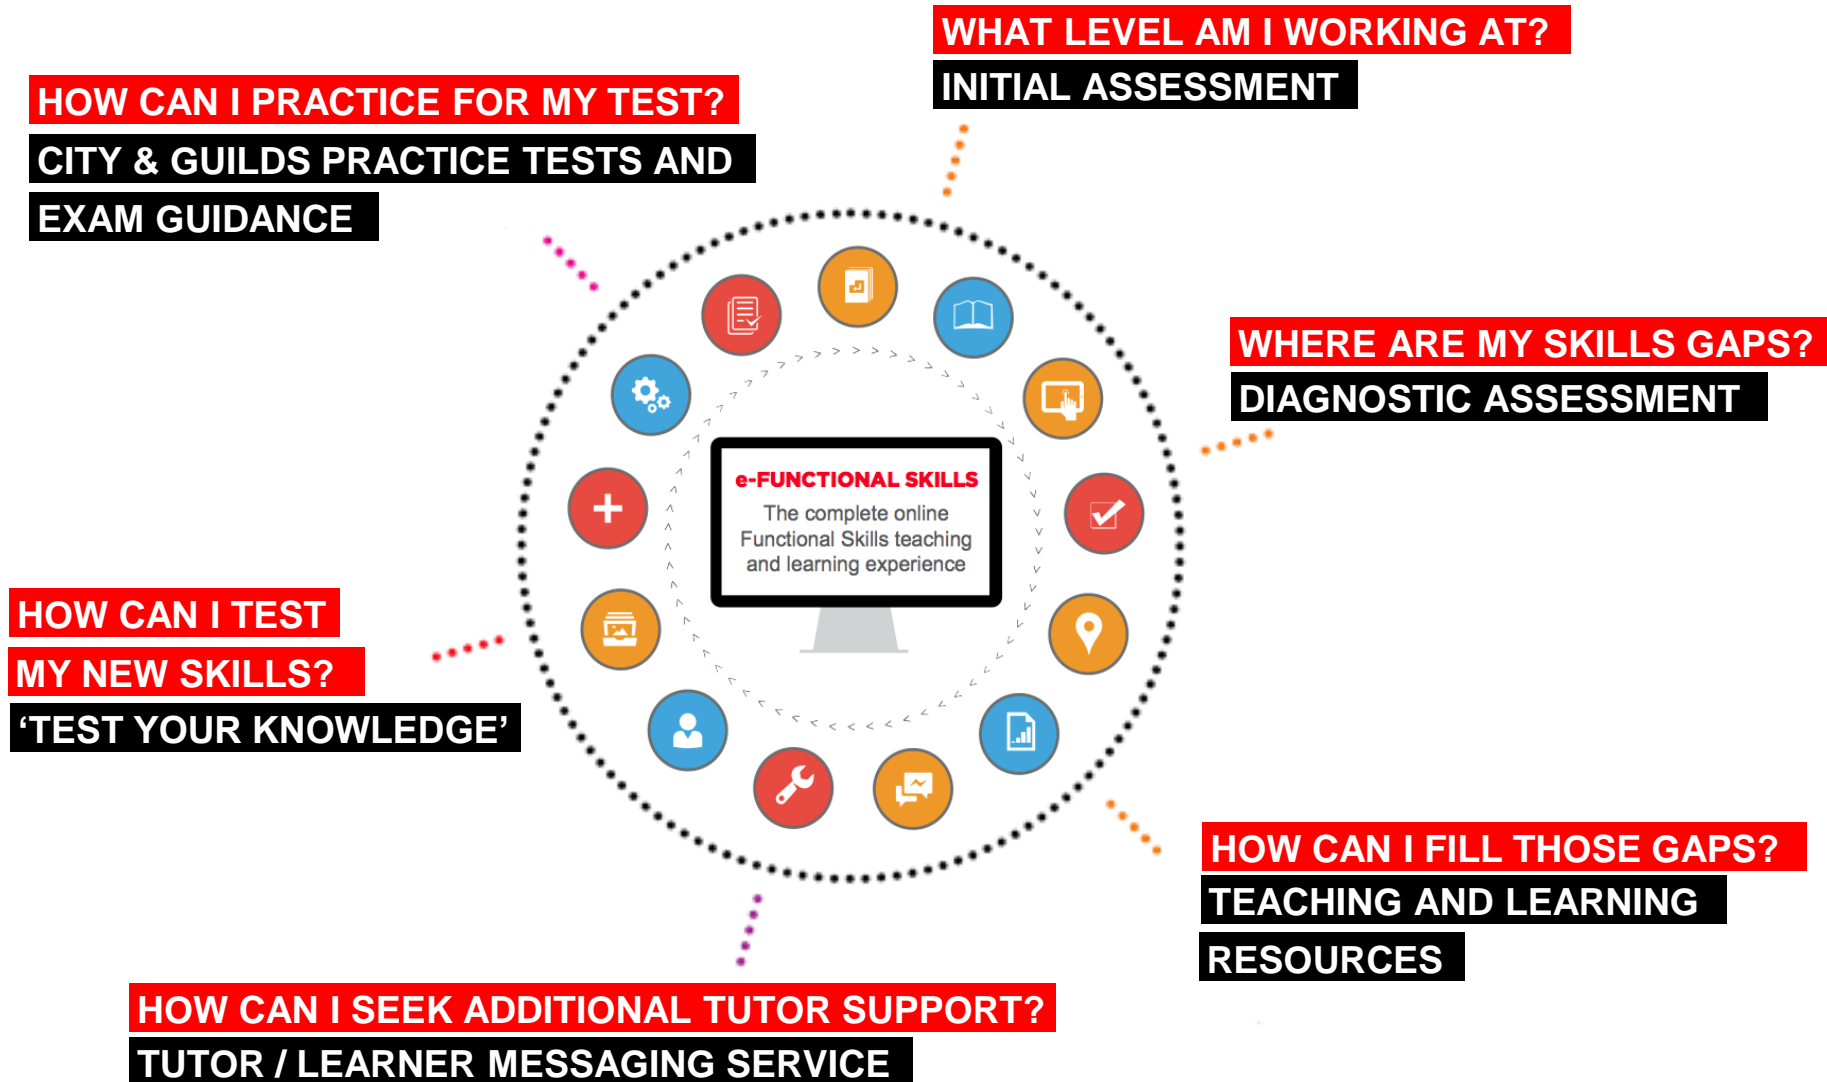 WHAT LEVEL AM I WORKING AT?
INITIAL ASSESSMENT
HOW CAN I PRACTICE FOR MY TEST?
CITY & GUILDS PRACTICE TESTS AND
EXAM GUIDANCE
WHERE ARE MY SKILLS GAPS?
DIAGNOSTIC ASSESSMENT
e-FUNCTIONAL SKILLS
The complete online
Functional Skills teaching
and learning experience
HOW CAN I TEST
MY NEW SKILLS?
‘TEST YOUR KNOWLEDGE’
HOW CAN I FILL THOSE GAPS?
TEACHING AND LEARNING
RESOURCES
HOW CAN I SEEK ADDITIONAL TUTOR SUPPORT?
TUTOR / LEARNER MESSAGING SERVICE